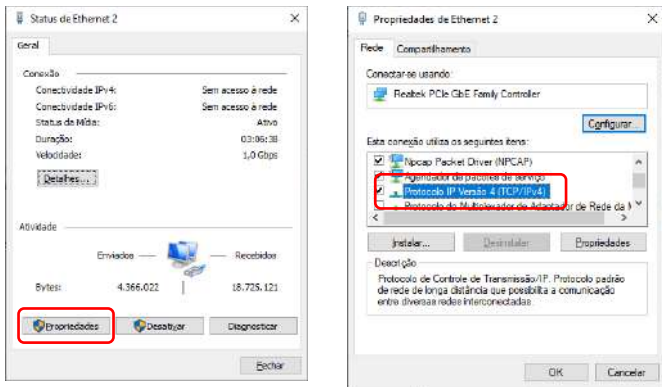 Status de Ethernet 2
Geral
Conexão
Conectividade IPv4: Sem acesso à rede
Conectividade IPv6: Sem acesso à rede
Status da Mídia: Ativo
Duração: 03:06:38
Velocidade: 1,0 Gbps
Detalhes...
Atividade
Enviados — Recebidos
Bytes: 4.366.022 18.725.121
Propriedades Desativar Diagnosticar
Fechar
Propriedades de Ethernet 2
Rede Compartilhamento
Conectar-se usando:
Realtek PCIe GbE Family Controller
Configurar...
Esta conexão utiliza os seguintes itens:
Npcap Packet Driver (NPCAP)
Agendador de pacotes de serviço
Protocolo IP Versão 4 (TCP/IPv4)
Protocolo do Multiplexador de Adaptador de Rede da
Instalar... Desinstalar Propriedades
Descrição
Protocolo de Controle de Transmissão/IP. Protocolo padrão
de rede de longa distância que possibilita a comunicação
entre diversas redes interconectadas.
OK Cancelar